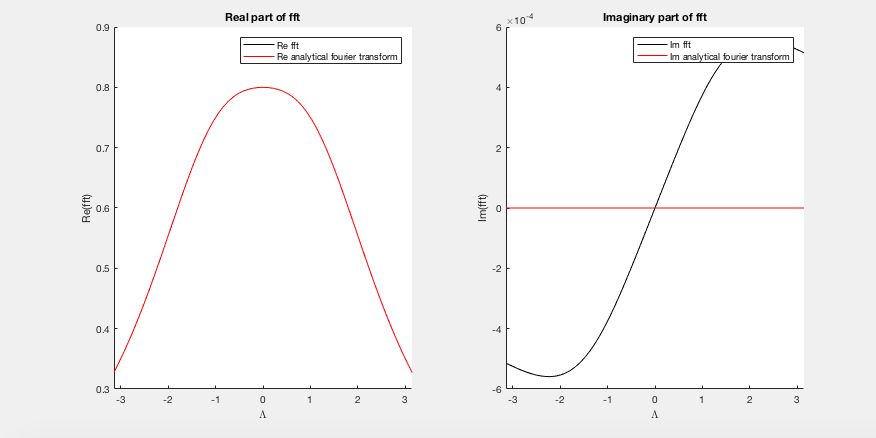 Real part of fft
0.9
0.8
0.7
0.6
0.5
0.4
0.3
Re(fft)
Re fft
Re analytical fourier transform
-3 -2 -1 0 1 2 3
Λ
Imaginary part of fft
×10-4
6
4
2
0
-2
-4
-6
Im(fft)
Im fft
Im analytical fourier transform
-3 -2 -1 0 1 2 3
Λ